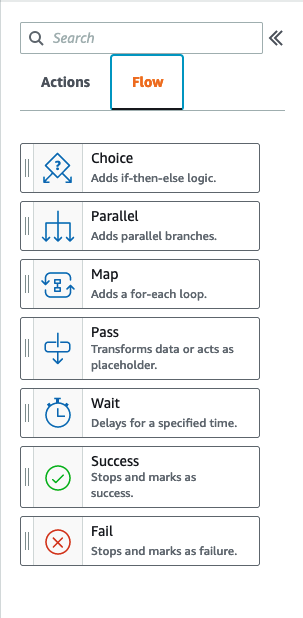 Search
Actions
Flow
?
Choice
Adds if-then-else logic.
Parallel
Adds parallel branches.
Map
Adds a for-each loop.
Pass
Transforms data or acts as
placeholder.
Wait
Delays for a specified time.
Success
Stops and marks as
success.
Fail
Stops and marks as failure.